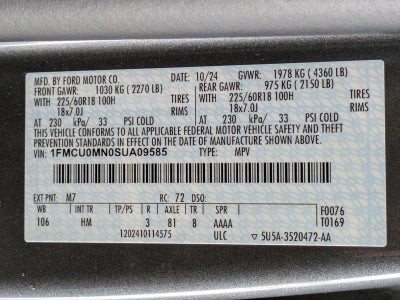 MFD. BY FORD MOTOR CO. 10/24 GVWR: 1978 KG ( 4360 LB)
FRONT GAWR: 1030 KG ( 2270 LB) REAR GAWR: 975 KG ( 2150 LB)
WITH WITH
225/60R18 100H TIRES 225/60R18 100H TIRES
18x7.0J RIMS 18x7.0J RIMS
AT 230 kPa/ 33 PSI COLD AT 230 kPa/ 33 PSI COLD
THIS VEHICLE CONFORMS TO ALL APPLICABLE FEDERAL MOTOR VEHICLE SAFETY AND THEFT
PREVENTION STANDARDS IN EFFECT ON THE DATE OF MANUFACTURE SHOWN ABOVE.
VIN: 1FMCU0MN0SUA09585 TYPE: MPV
EXT PNT: M7 RC: 72 DSO:
WB INT TR TP/PS R AX TR SPR F0076
106 HM 3 81 8 AAAA T0169
1202410114575 ULC ▽ 5U5A-3520472-AA